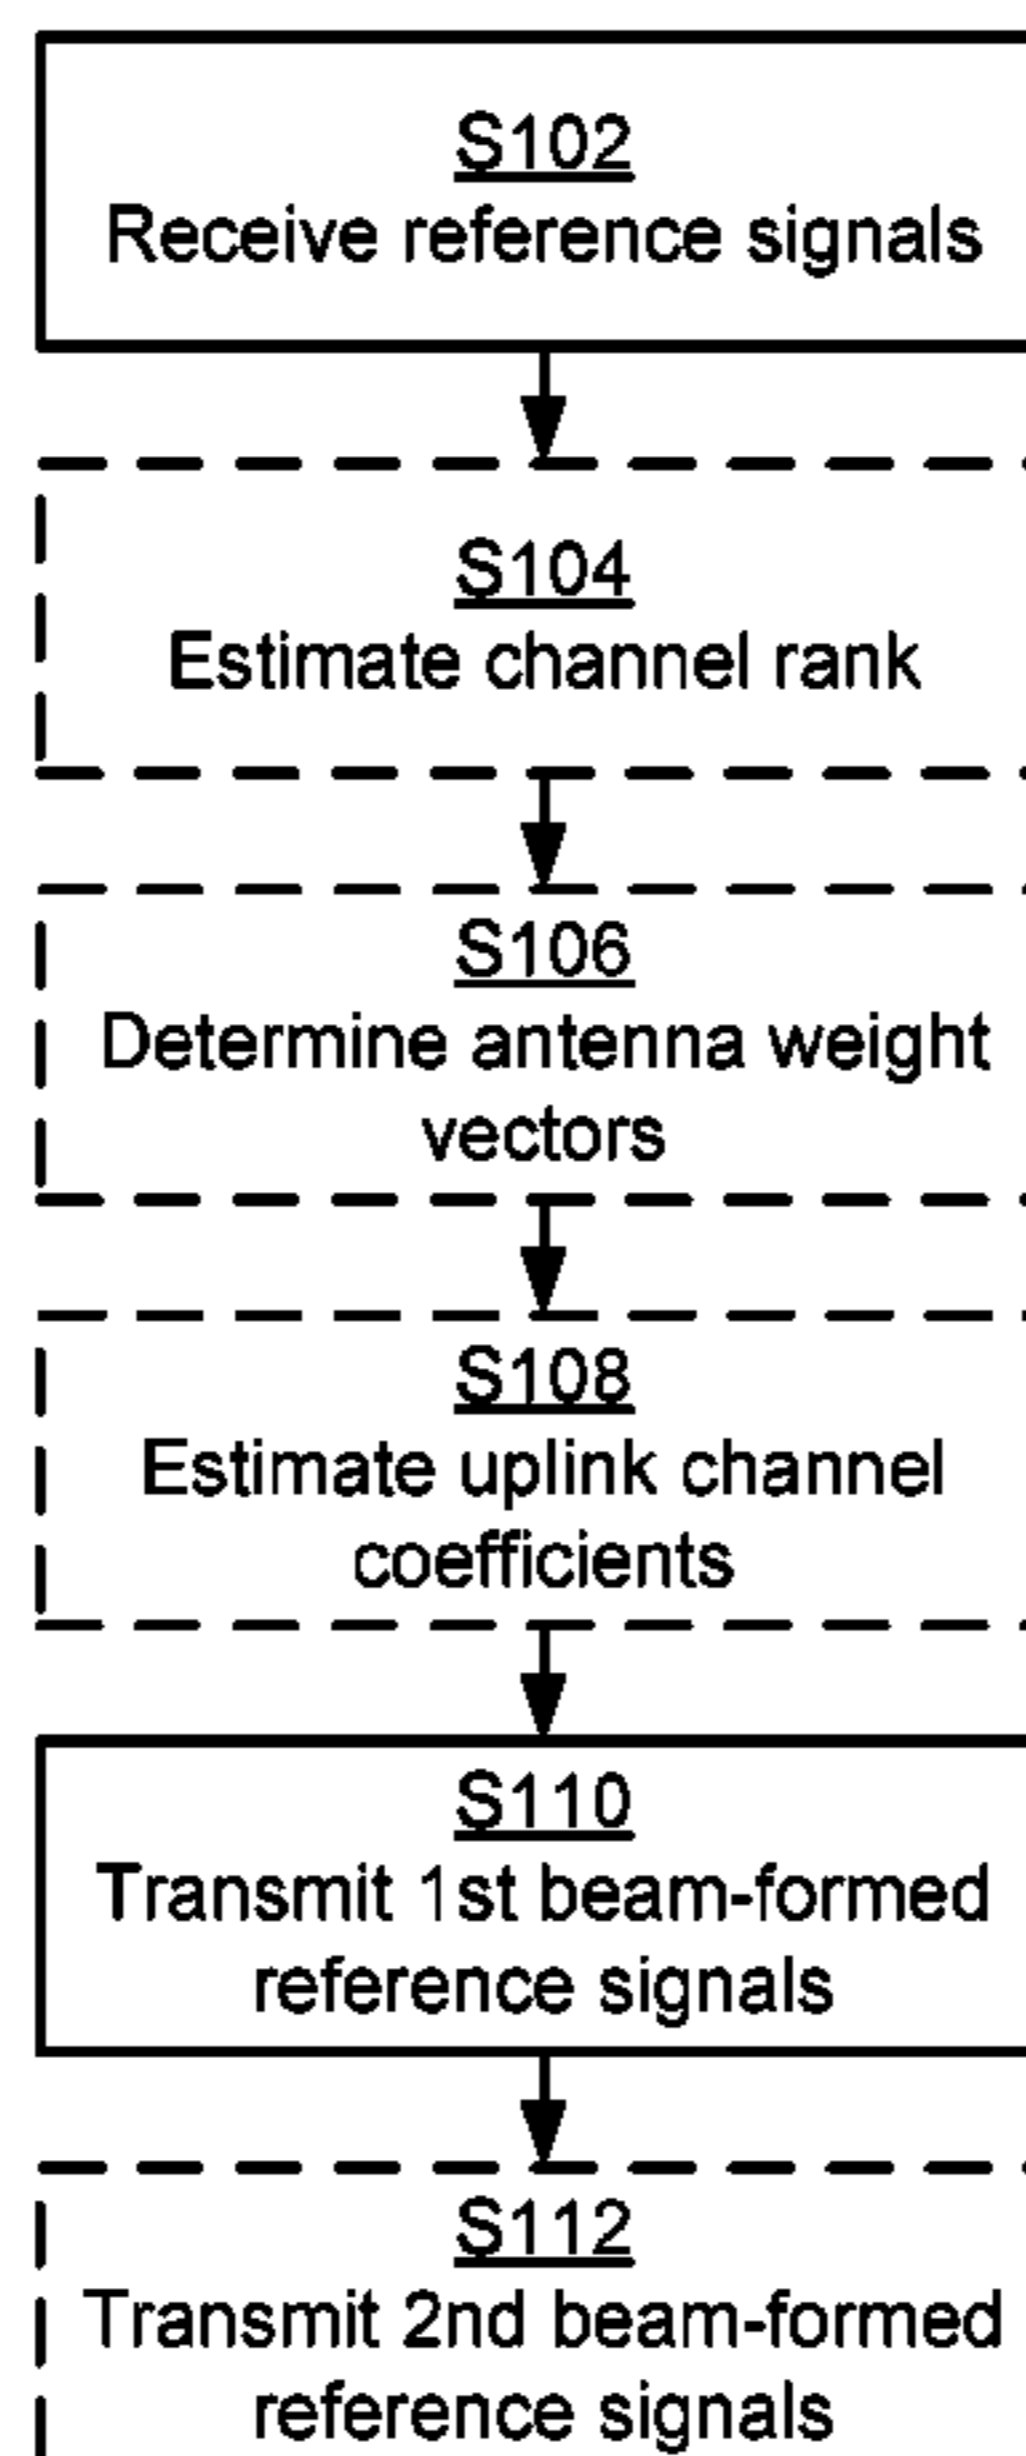 S102
Receive reference signals
S104
Estimate channel rank
S106
Determine antenna weight
vectors
S108
Estimate uplink channel
coefficients
S110
Transmit 1st beam-formed
reference signals
S112
Transmit 2nd beam-formed
reference signals